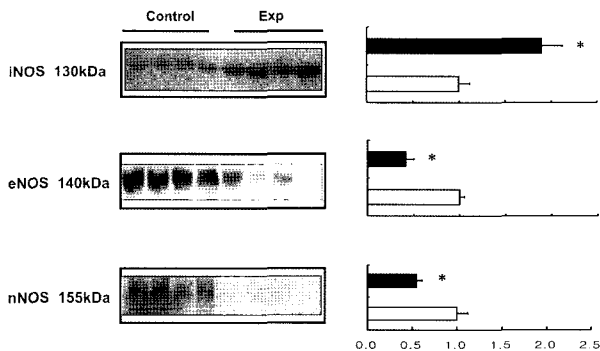 Control Exp
iNOS 130kDa
*
eNOS 140kDa
*
nNOS 155kDa
*
0.0 0.5 1.0 1.5 2.0 2.5